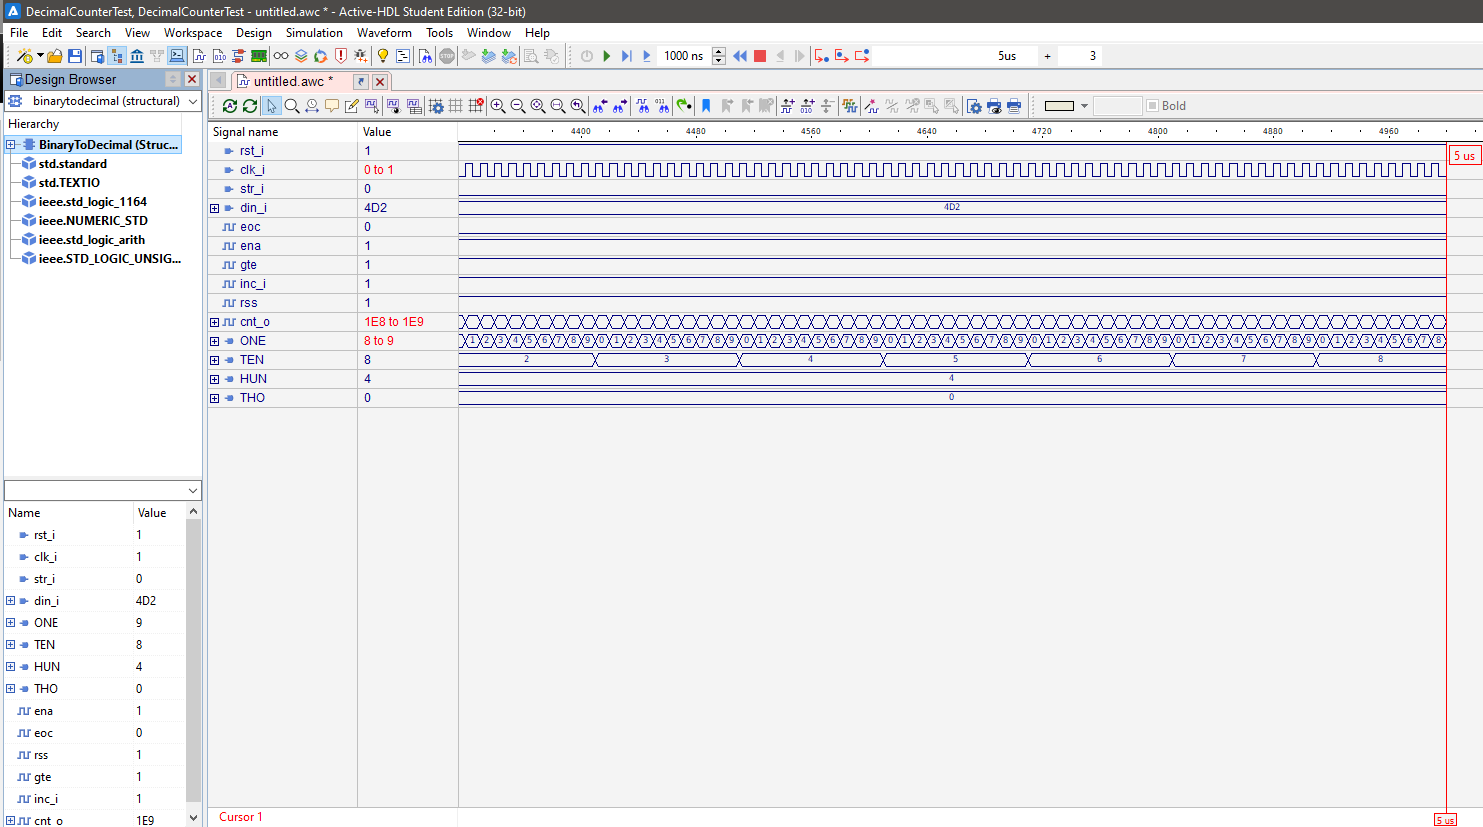 DecimalCounterTest, DecimalCounterTest - untitled.awc * - Active-HDL Student Edition (32-bit)
File Edit Search View Workspace Design Simulation Waveform Tools Window Help
1000 ns 5us + 3
Design Browser
untitled.awc *
binarytodecimal (structural)
Bold
Hierarchy
BinaryToDecimal (Struc...
std.standard
std.TEXTIO
ieee.std_logic_1164
ieee.NUMERIC_STD
ieee.std_logic_arith
ieee.STD_LOGIC_UNSIG...
Signal name Value 4400 4480 4560 4640 4720 4800 4880 4960
rst_i 1
5 us
clk_i 0 to 1
str_i 0
din_i 4D2 4D2
eoc 0
ena 1
gte 1
inc_i 1
rss 1
cnt_o 1E8 to 1E9
ONE 8 to 9 1 2 3 4 5 6 7 8 9 0 1 2 3 4 5 6 7 8 9 0 1 2 3 4 5 6 7 8 9 0 1 2 3 4 5 6 7 8 9 0 1 2 3 4 5 6 7 8 9 0 1 2 3 4 5 6 7 8 9 0 1 2 3 4 5 6 7 8
TEN 8 2 3 4 5 6 7 8
HUN 4 4
THO 0 0
Name Value
rst_i 1
clk_i 1
str_i 0
din_i 4D2
ONE 9
TEN 8
HUN 4
THO 0
ena 1
eoc 0
rss 1
gte 1
inc_i 1
cnt_o 1E9
Cursor 1
5 us